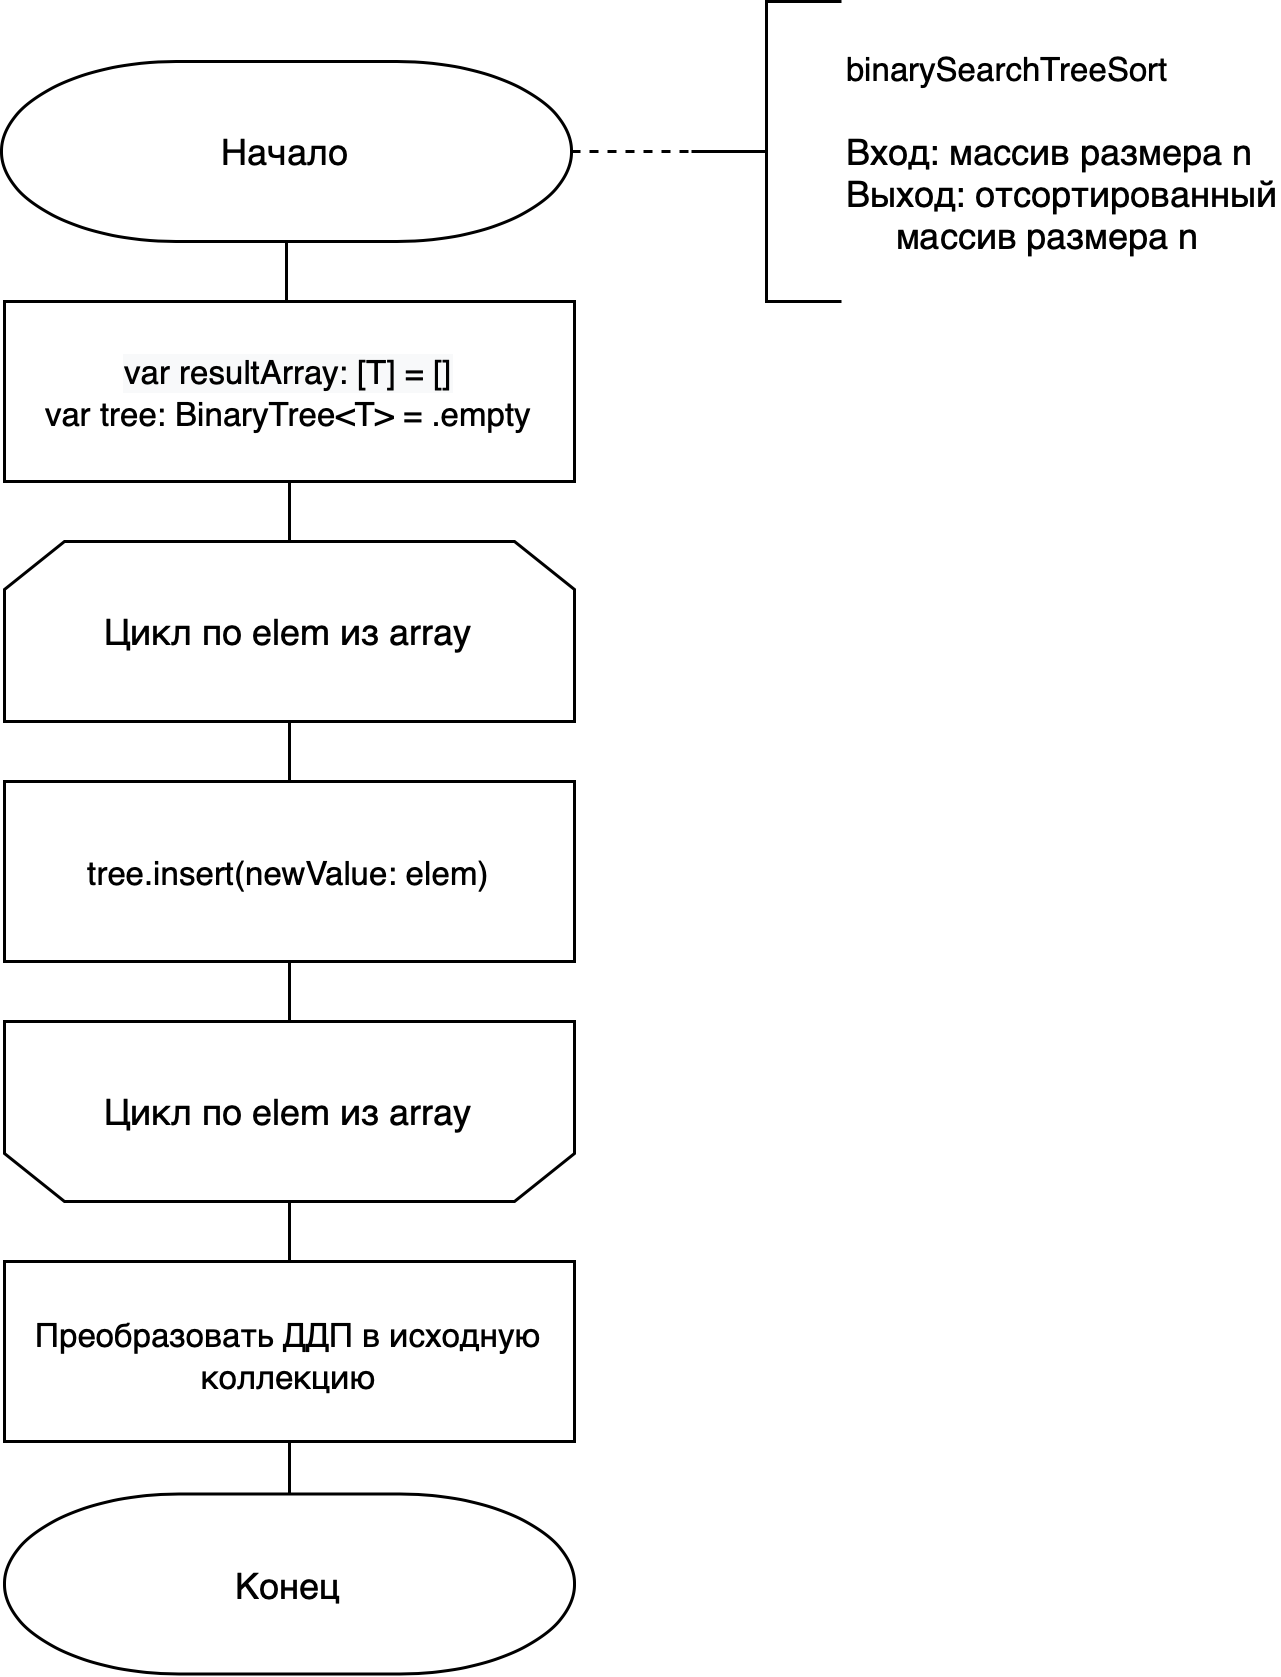 binarySearchTreeSort
Начало
Вход: массив размера n
Выход: отсортированный
массив размера n
var resultArray: [T] = []
var tree: BinaryTree<T> = .empty
Цикл по elem из array
tree.insert(newValue: elem)
Цикл по elem из array
Преобразовать ДДП в исходную
коллекцию
Конец